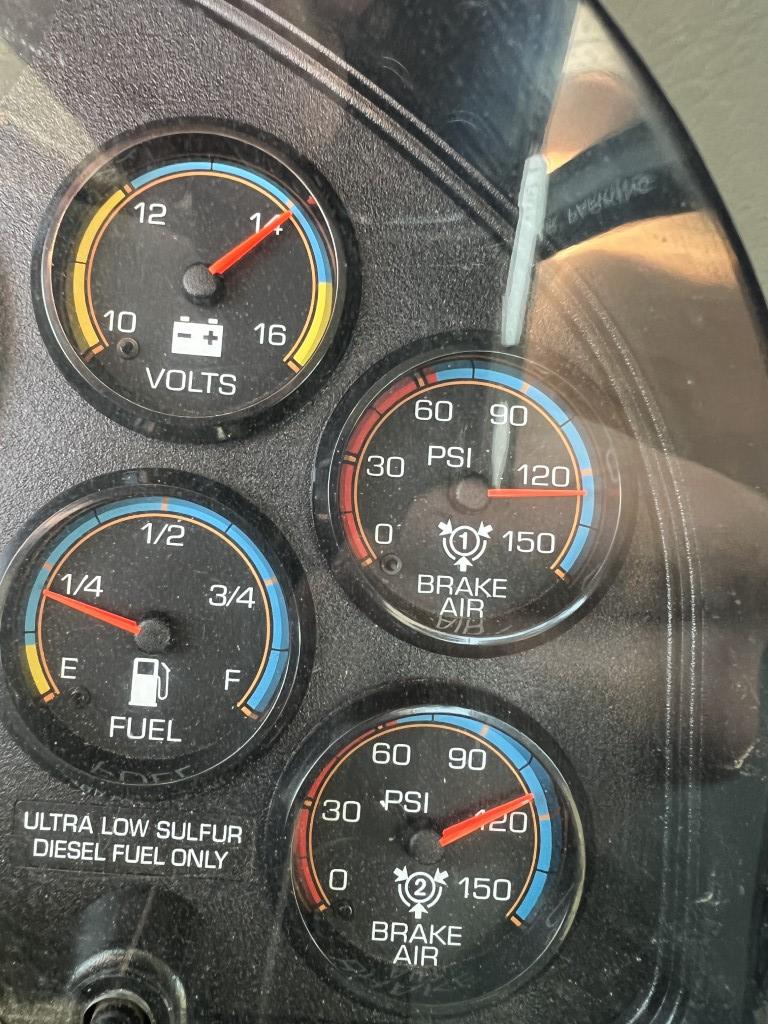 12
14
10
- +
16
VOLTS
60 90
PSI
30
120
0
1
150
BRAKE
AIR
1/2
1/4
3/4
E
F
FUEL
60 90
PSI
30
120
0
2
150
BRAKE
AIR
ULTRA LOW SULFUR
DIESEL FUEL ONLY